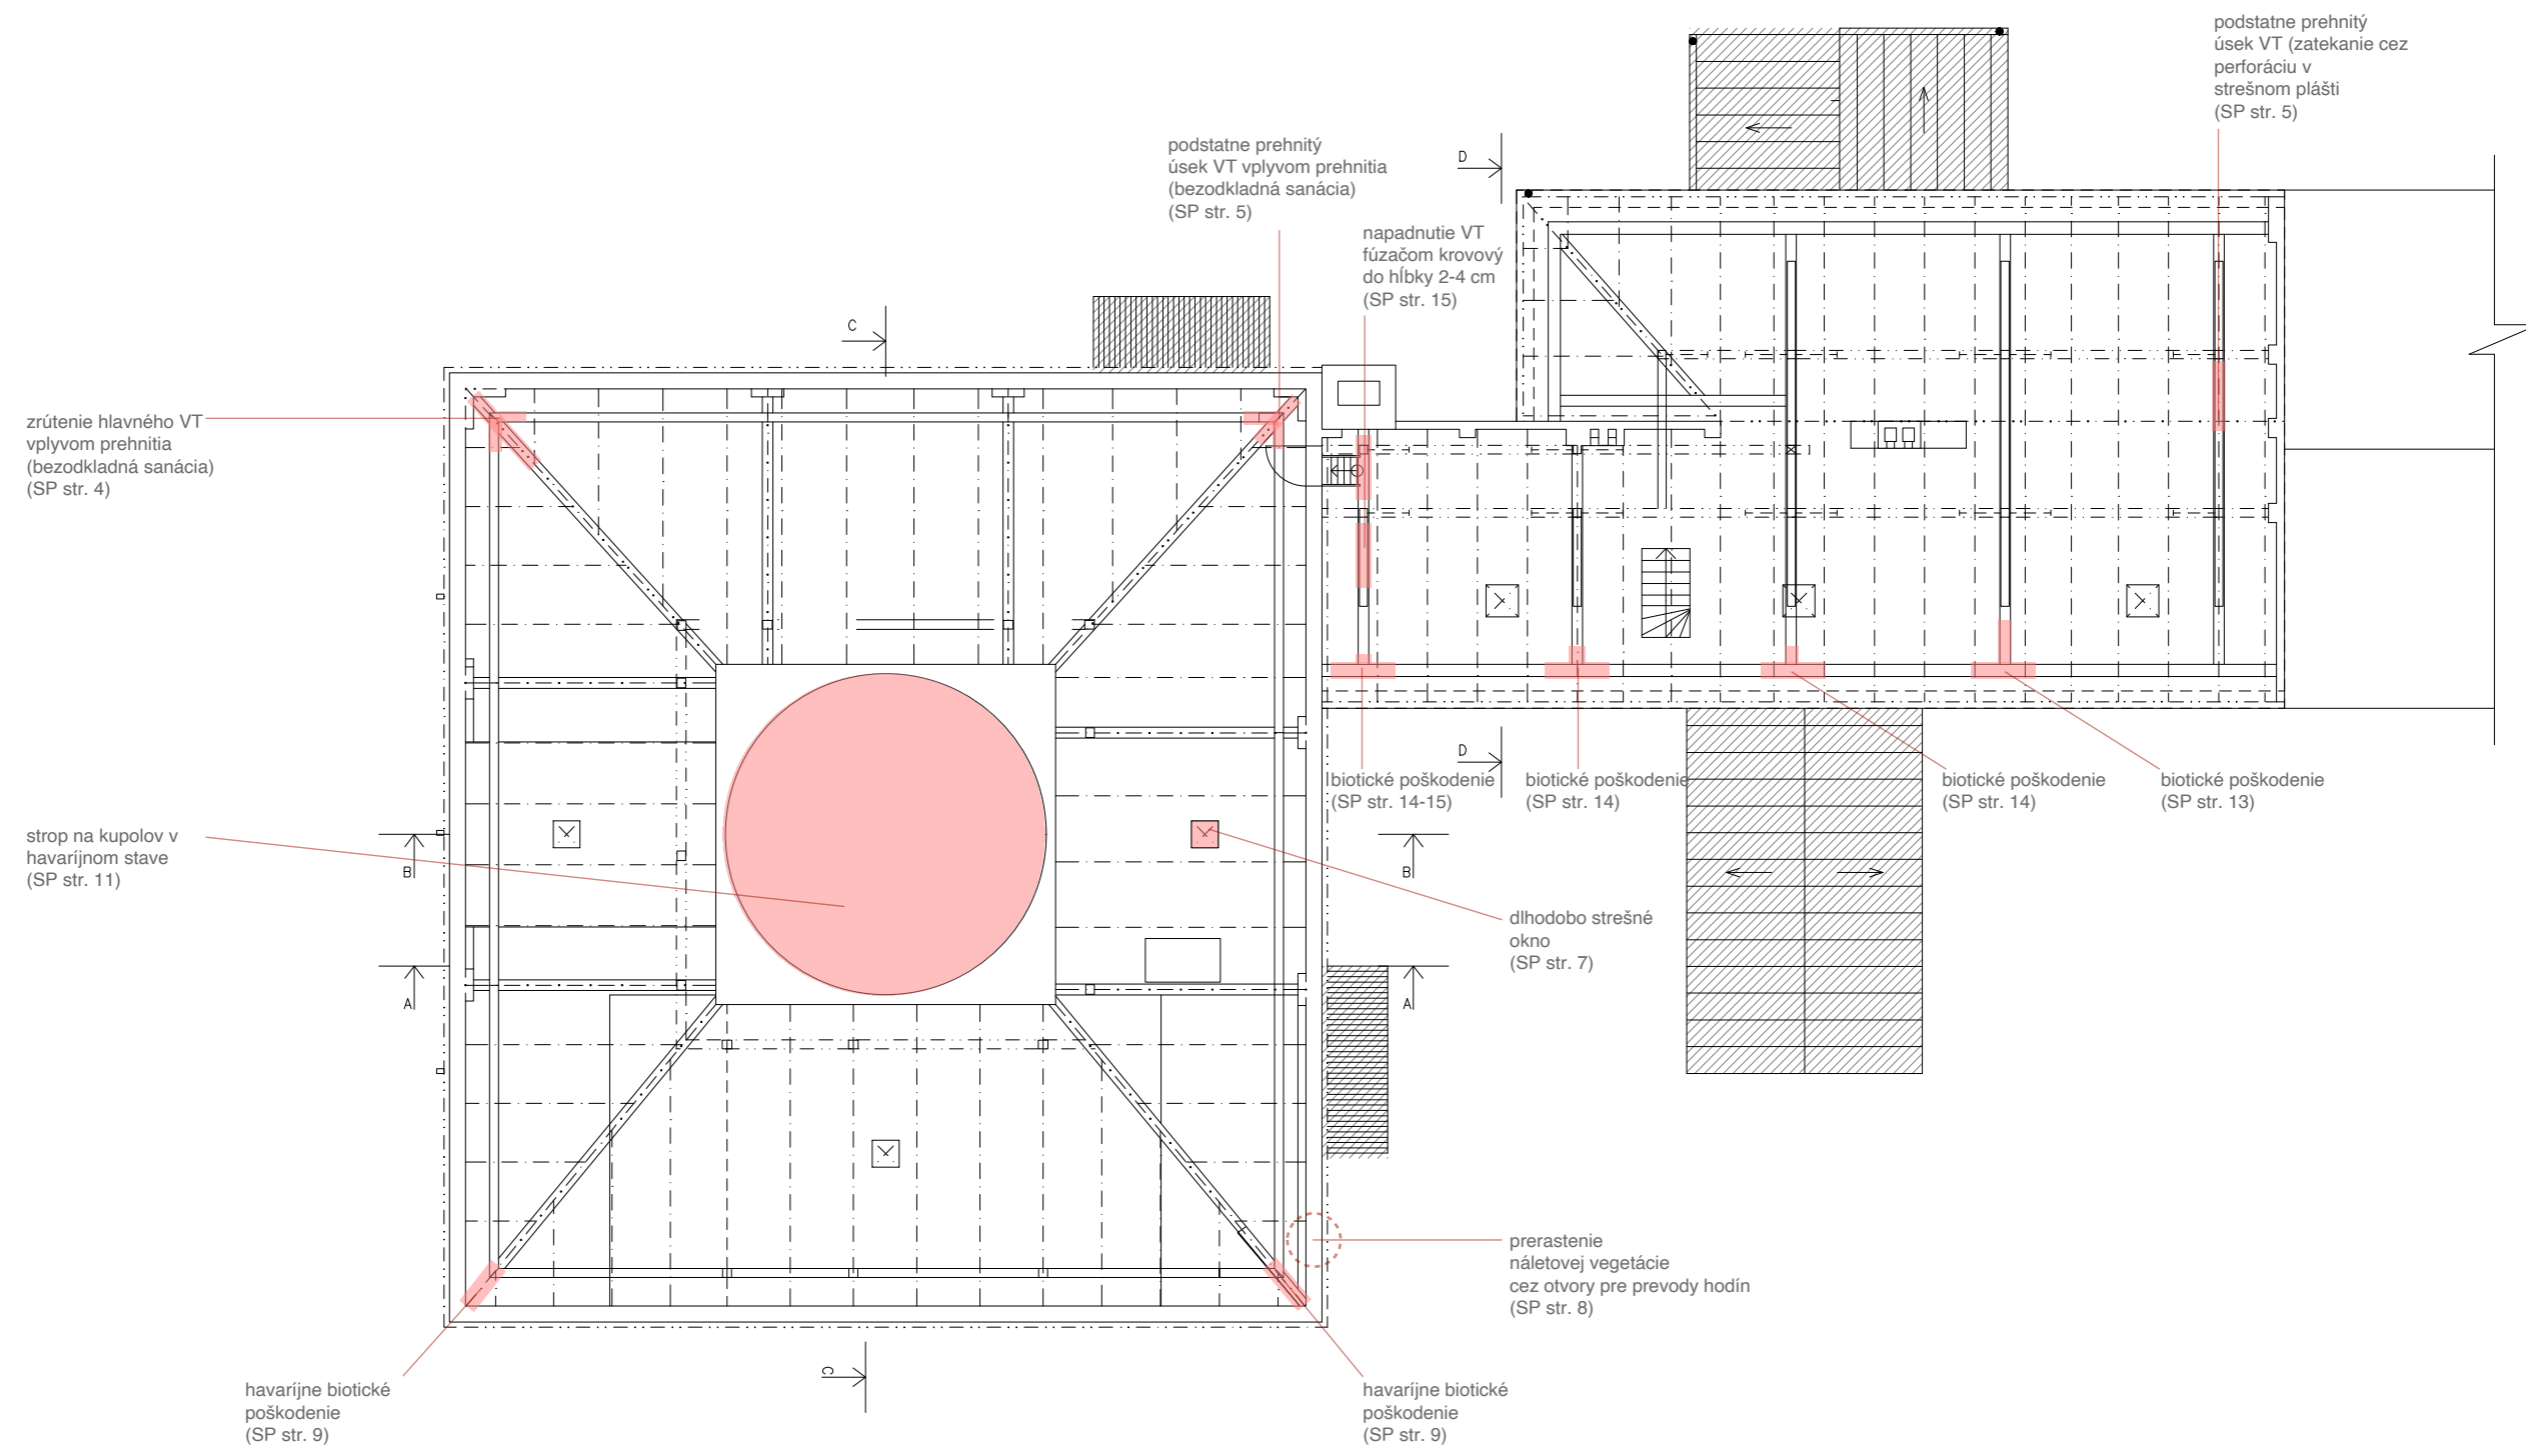 podstatne prehnitý
úsek VT (zatekanie cez
perforáciu v
strešnom plášti
(SP str. 5)
podstatne prehnitý
úsek VT vplyvom prehnitia
(bezodkladná sanácia)
(SP str. 5)
D
napadnutie VT
fúzačom krovový
do hĺbky 2-4 cm
(SP str. 15)
C
zrútenie hlavného VT
vplyvom prehnitia
(bezodkladná sanácia)
(SP str. 4)
D
biotické poškodenie
(SP str. 14-15)
biotické poškodenie
(SP str. 14)
biotické poškodenie
(SP str. 14)
biotické poškodenie
(SP str. 13)
strop na kupolov v
havaríjnom stave
(SP str. 11)
B
B
dlhodobo strešné
okno
(SP str. 7)
A
A
prerastenie
náletovej vegetácie
cez otvory pre prevody hodín
(SP str. 8)
C
havaríjne biotické
poškodenie
(SP str. 9)
havaríjne biotické
poškodenie
(SP str. 9)